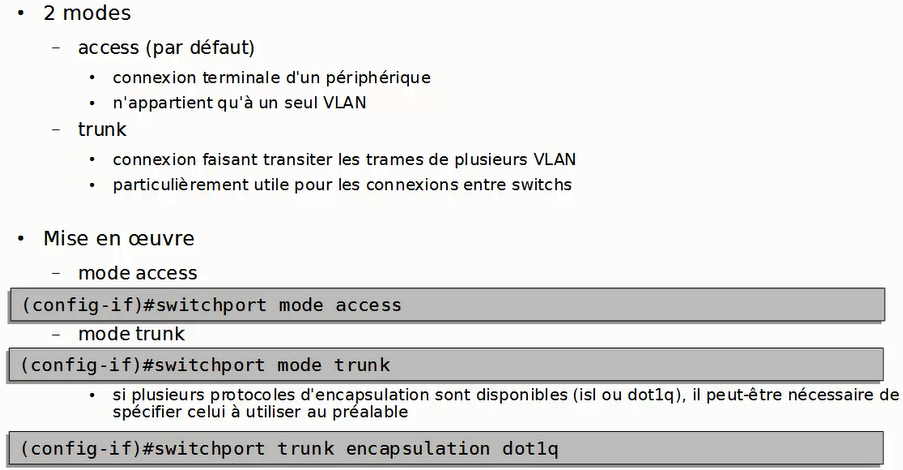 • 2 modes
– access (par défaut)
• connexion terminale d'un périphérique
• n'appartient qu'à un seul VLAN
– trunk
• connexion faisant transiter les trames de plusieurs VLAN
• particulièrement utile pour les connexions entre switchs
• Mise en œuvre
– mode access
(config-if)#switchport mode access
– mode trunk
(config-if)#switchport mode trunk
• si plusieurs protocoles d'encapsulation sont disponibles (isl ou dot1q), il peut-être nécessaire de
spécifier celui à utiliser au préalable
(config-if)#switchport trunk encapsulation dot1q